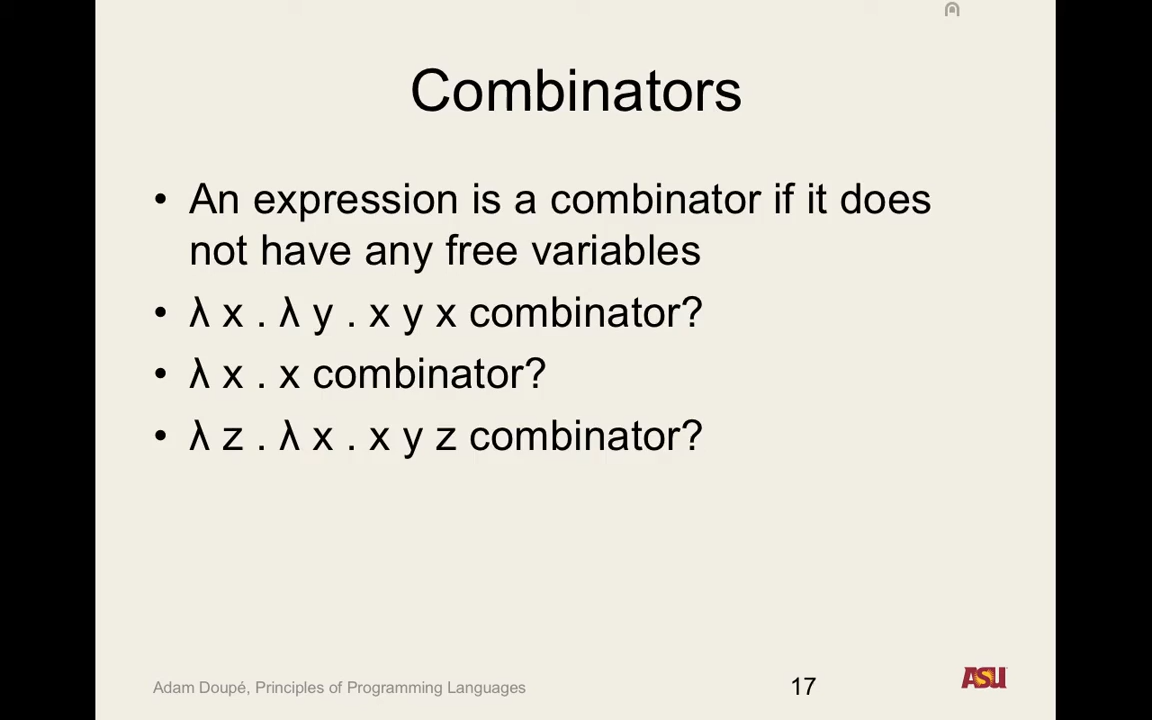 Combinators
• An expression is a combinator if it does
not have any free variables
• λ x . λ y . x y x combinator?
• λ x . x combinator?
• λ z . λ x . x y z combinator?
Adam Doupé, Principles of Programming Languages
17
ASU